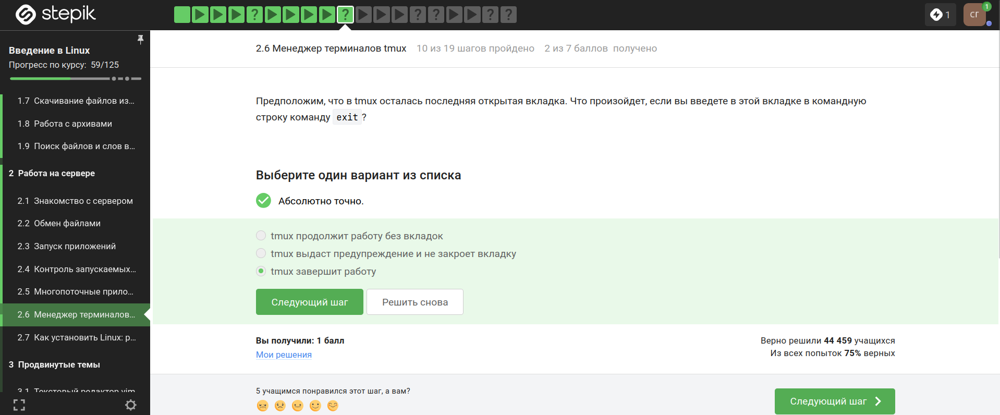 stepik
? ? ? ? ? ?
1
СГ
1
Введение в Linux
Прогресс по курсу: 59/125
1.7 Скачивание файлов из...
1.8 Работа с архивами
1.9 Поиск файлов и слов в...
2 Работа на сервере
2.1 Знакомство с сервером
2.2 Обмен файлами
2.3 Запуск приложений
2.4 Контроль запускаемых...
2.5 Многопоточные прило...
2.6 Менеджер терминалов...
2.7 Как установить Linux: р...
3 Продвинутые темы
3.1 Текстовый редактор vim
2.6 Менеджер терминалов tmux 10 из 19 шагов пройдено 2 из 7 баллов получено
Предположим, что в tmux осталась последняя открытая вкладка. Что произойдет, если вы введете в этой вкладке в командную
строку команду exit ?
Выберите один вариант из списка
Абсолютно точно.
tmux продолжит работу без вкладок
tmux выдаст предупреждение и не закроет вкладку
tmux завершит работу
Следующий шаг Решить снова
Вы получили: 1 балл
Мои решения
Верно решили 44 459 учащихся
Из всех попыток 75% верных
5 учащимся понравился этот шаг, а вам?
Следующий шаг